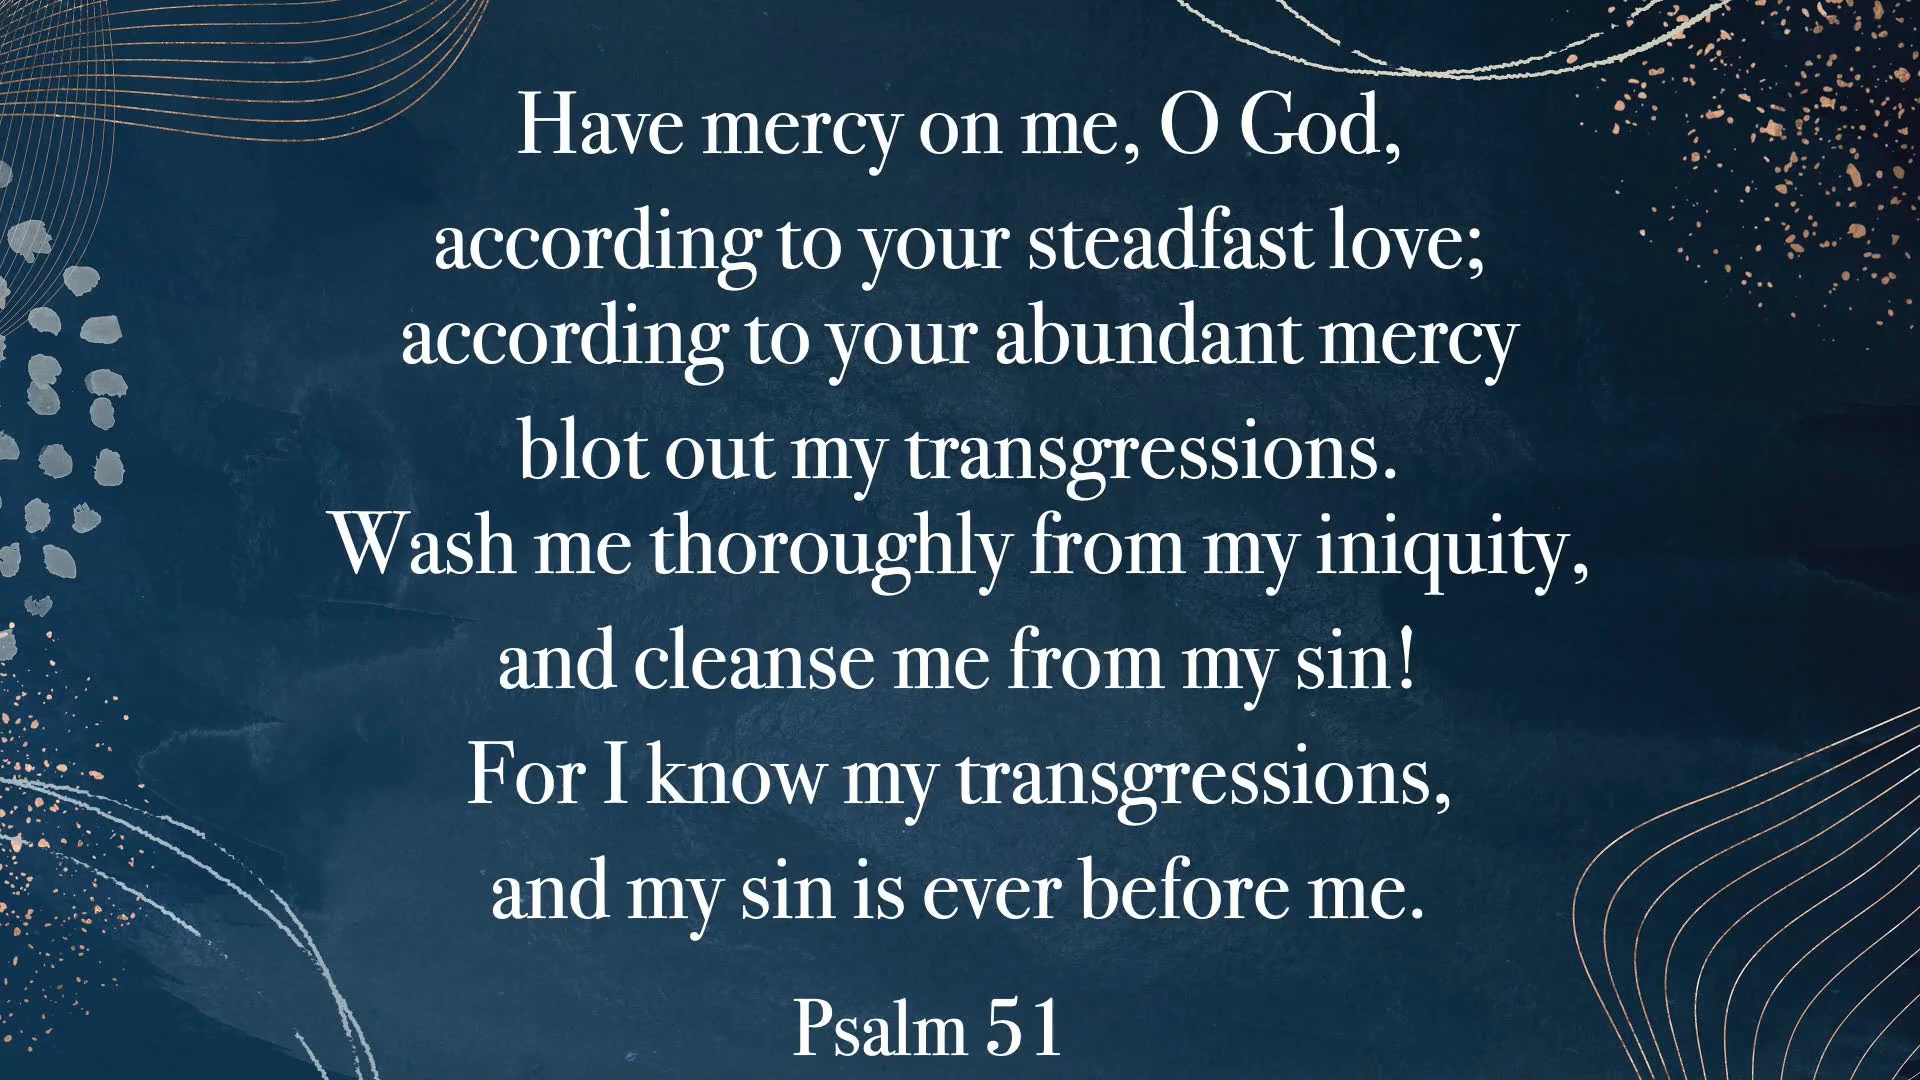 Have mercy on me, O God,
according to your steadfast love;
according to your abundant mercy
blot out my transgressions.
Wash me thoroughly from my iniquity,
and cleanse me from my sin!
For I know my transgressions,
and my sin is ever before me.
Psalm 51